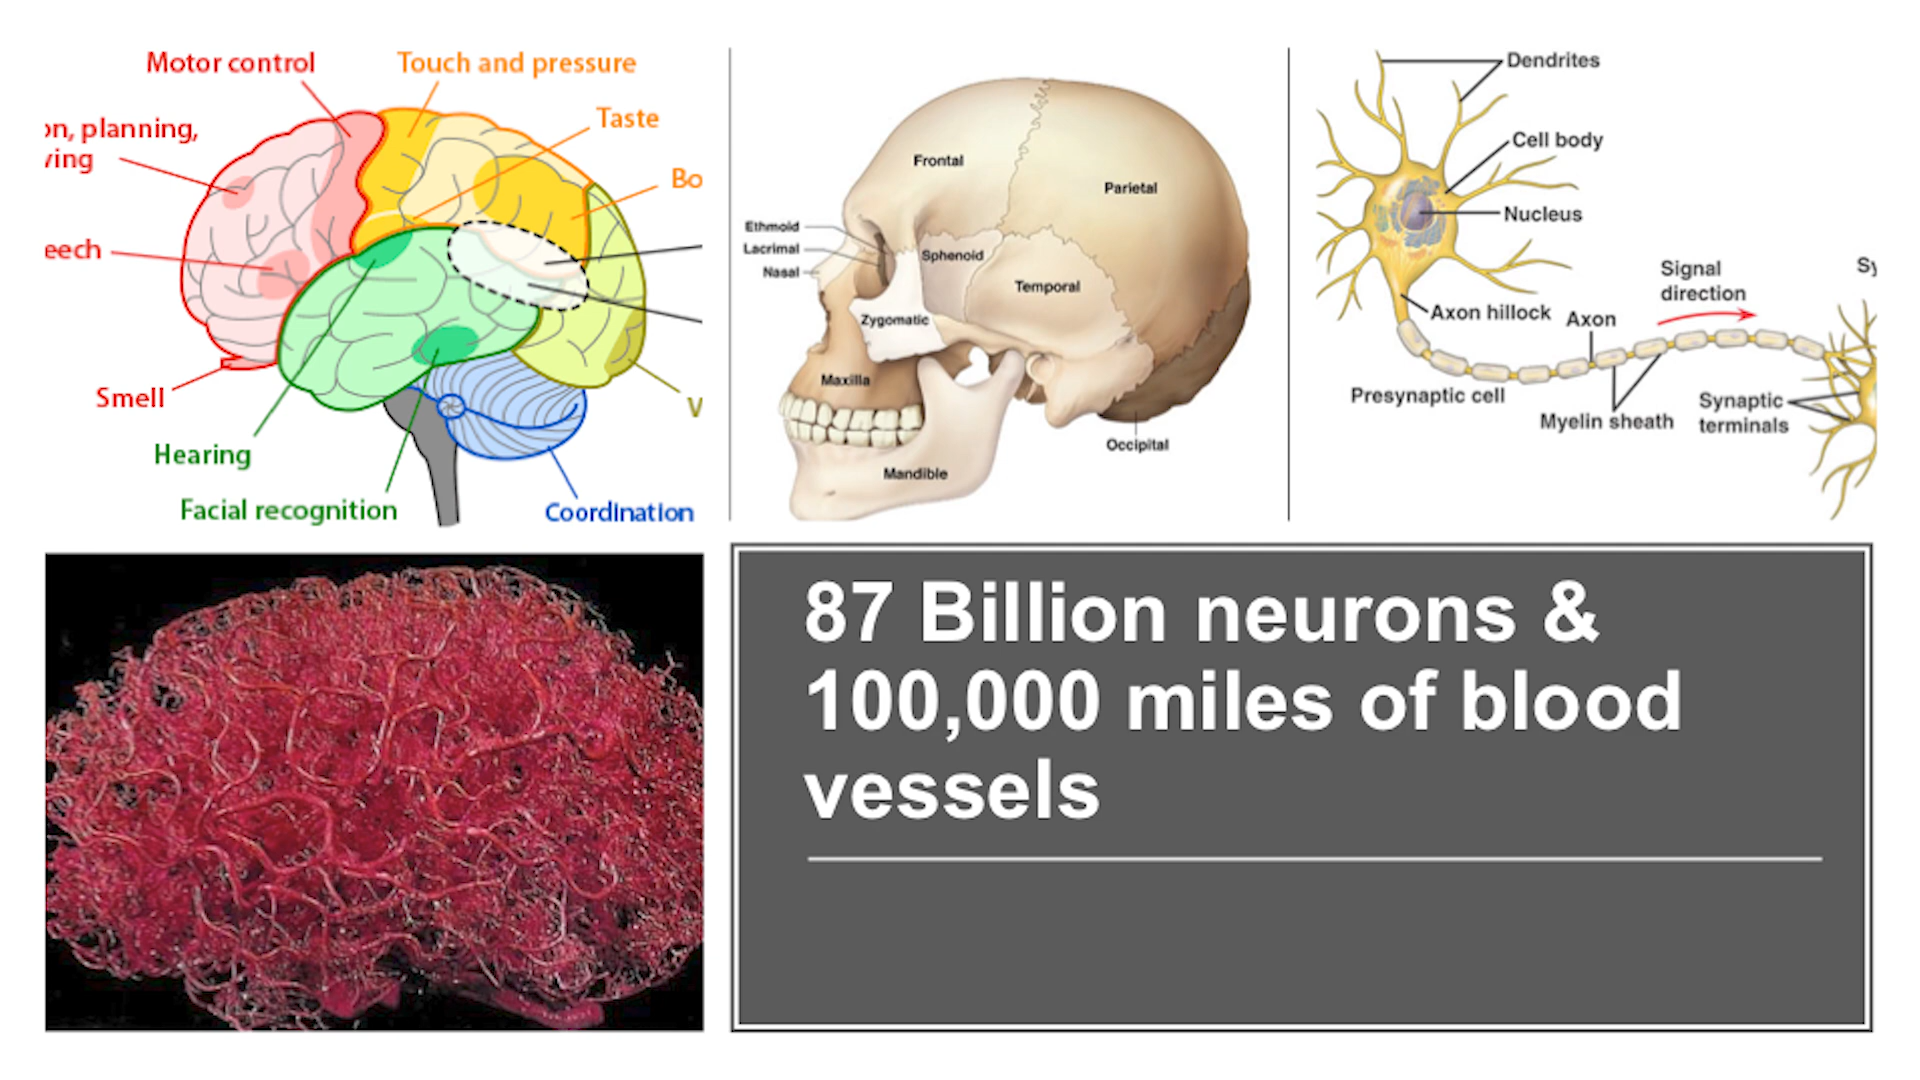 Motor control
Touch and pressure
Taste
on, planning,
ving
Bo
eech
Smell
V
Hearing
Facial recognition
Coordination
Frontal
Parietal
Ethmoid
Lacrimal
Nasal
Sphenoid
Temporal
Zygomatic
Maxilla
Occipital
Mandible
Dendrites
Cell body
Nucleus
Signal
direction
Sy
Axon hillock
Axon
Presynaptic cell
Myelin sheath
Synaptic
terminals
87 Billion neurons &
100,000 miles of blood
vessels